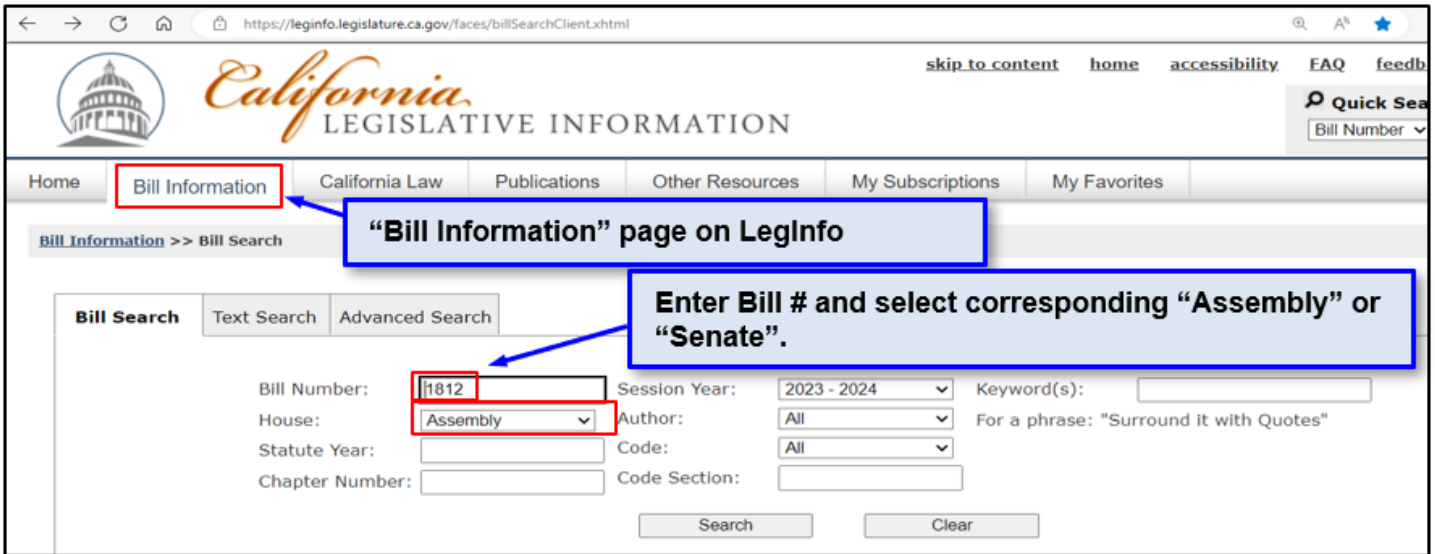 https://leginfo.legislature.ca.gov/faces/billSearchClient.xhtml
skip to content home accessibility FAQ feedb
California
LEGISLATIVE INFORMATION
Quick Sea
Bill Number
Home Bill Information California Law Publications Other Resources My Subscriptions My Favorites
“Bill Information” page on LegInfo
Bill Information >> Bill Search
Enter Bill # and select corresponding “Assembly” or
“Senate”.
Bill Search Text Search Advanced Search
Bill Number: 1812 Session Year: 2023 - 2024 Keyword(s):
House: Assembly Author: All For a phrase: "Surround it with Quotes"
Statute Year: Code: All
Chapter Number: Code Section:
Search Clear